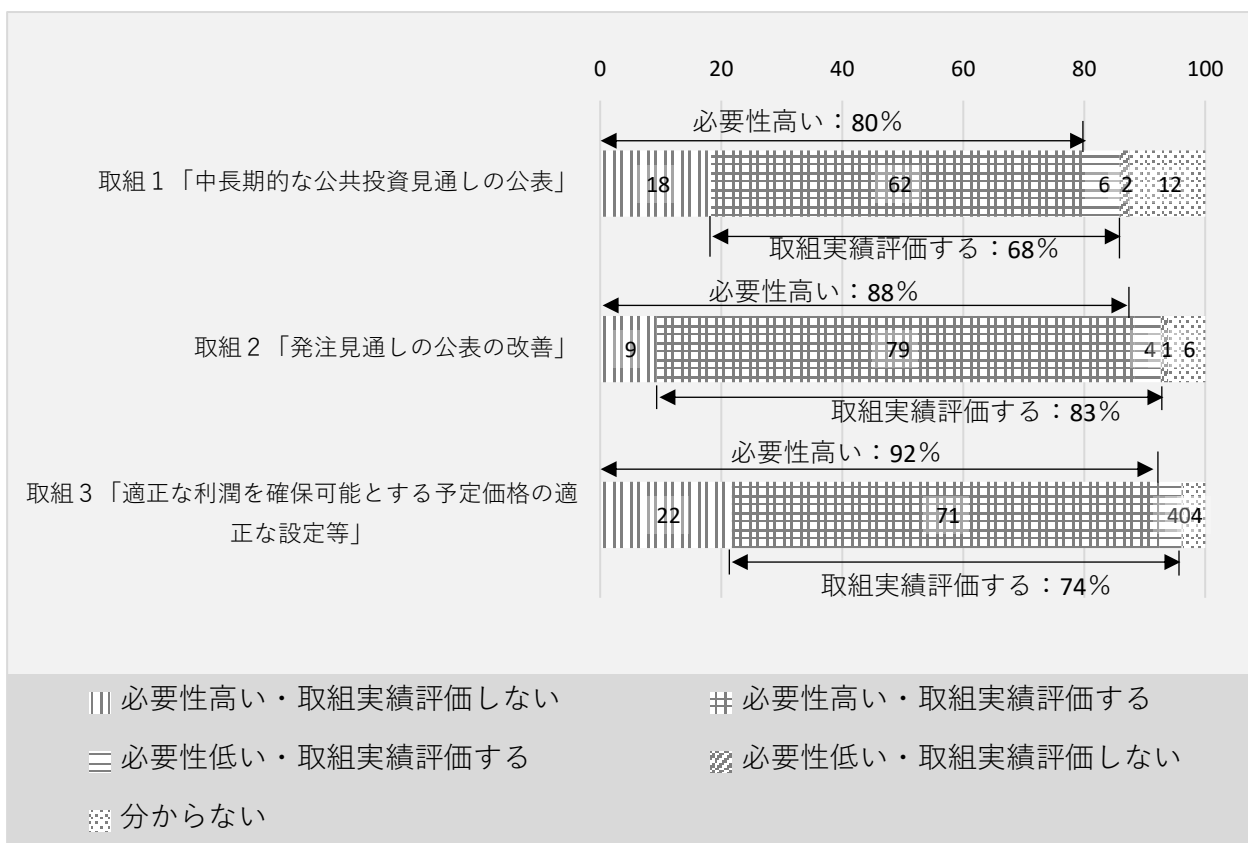 0 20 40 60 80 100
必要性高い：80％
取組１「中長期的な公共投資見通しの公表」
18 62 6 2 12
取組実績評価する：68％
必要性高い：88％
取組２「発注見通しの公表の改善」
9 79 4 1 6
取組実績評価する：83％
必要性高い：92％
取組３「適正な利潤を確保可能とする予定価格の適
正な設定等」
22 71 4 0 4
取組実績評価する：74％
必要性高い・取組実績評価しない
必要性高い・取組実績評価する
必要性低い・取組実績評価する
必要性低い・取組実績評価しない
分からない